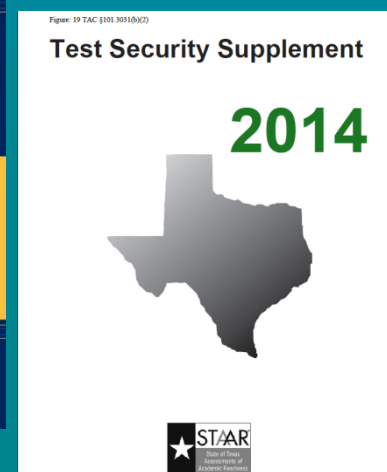 Figure: 19 TAC §101.3031(b)(2)
Test Security Supplement
2014
STAAR
State of Texas
Assessments of
Academic Readiness